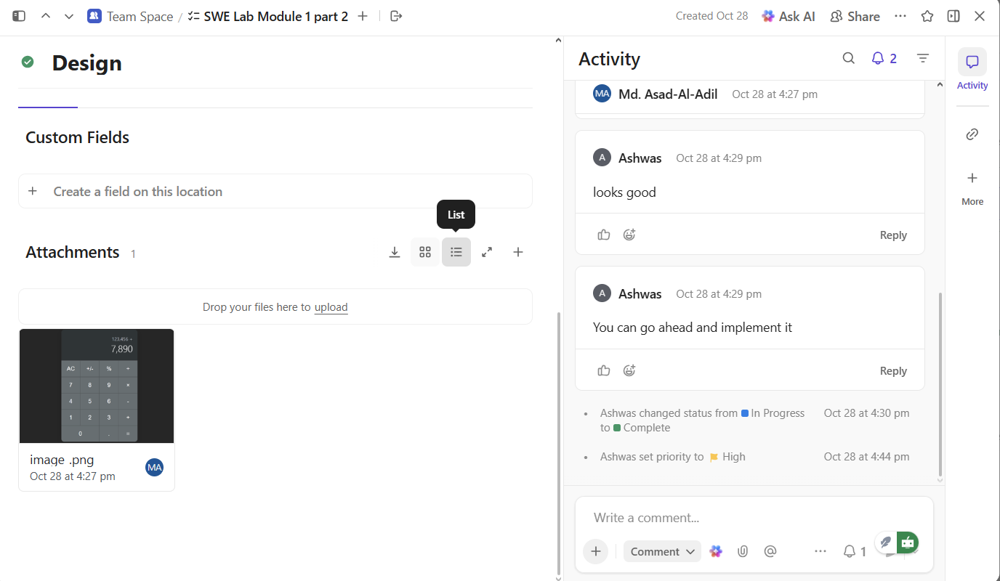 Team Space / SWE Lab Module 1 part 2
Created Oct 28
Ask AI
Share
Design
Custom Fields
Create a field on this location
List
Attachments 1
Drop your files here to upload
123,456 +
7,890
AC +/- % ÷
7 8 9 ×
4 5 6 -
1 2 3 +
0 . =
image .png
Oct 28 at 4:27 pm
MA
Activity
2
MA Md. Asad-Al-Adil Oct 28 at 4:27 pm
A Ashwas Oct 28 at 4:29 pm
looks good
Reply
A Ashwas Oct 28 at 4:29 pm
You can go ahead and implement it
Reply
• Ashwas changed status from In Progress Oct 28 at 4:30 pm
to Complete
• Ashwas set priority to High Oct 28 at 4:44 pm
Write a comment...
Comment
1
Activity
More